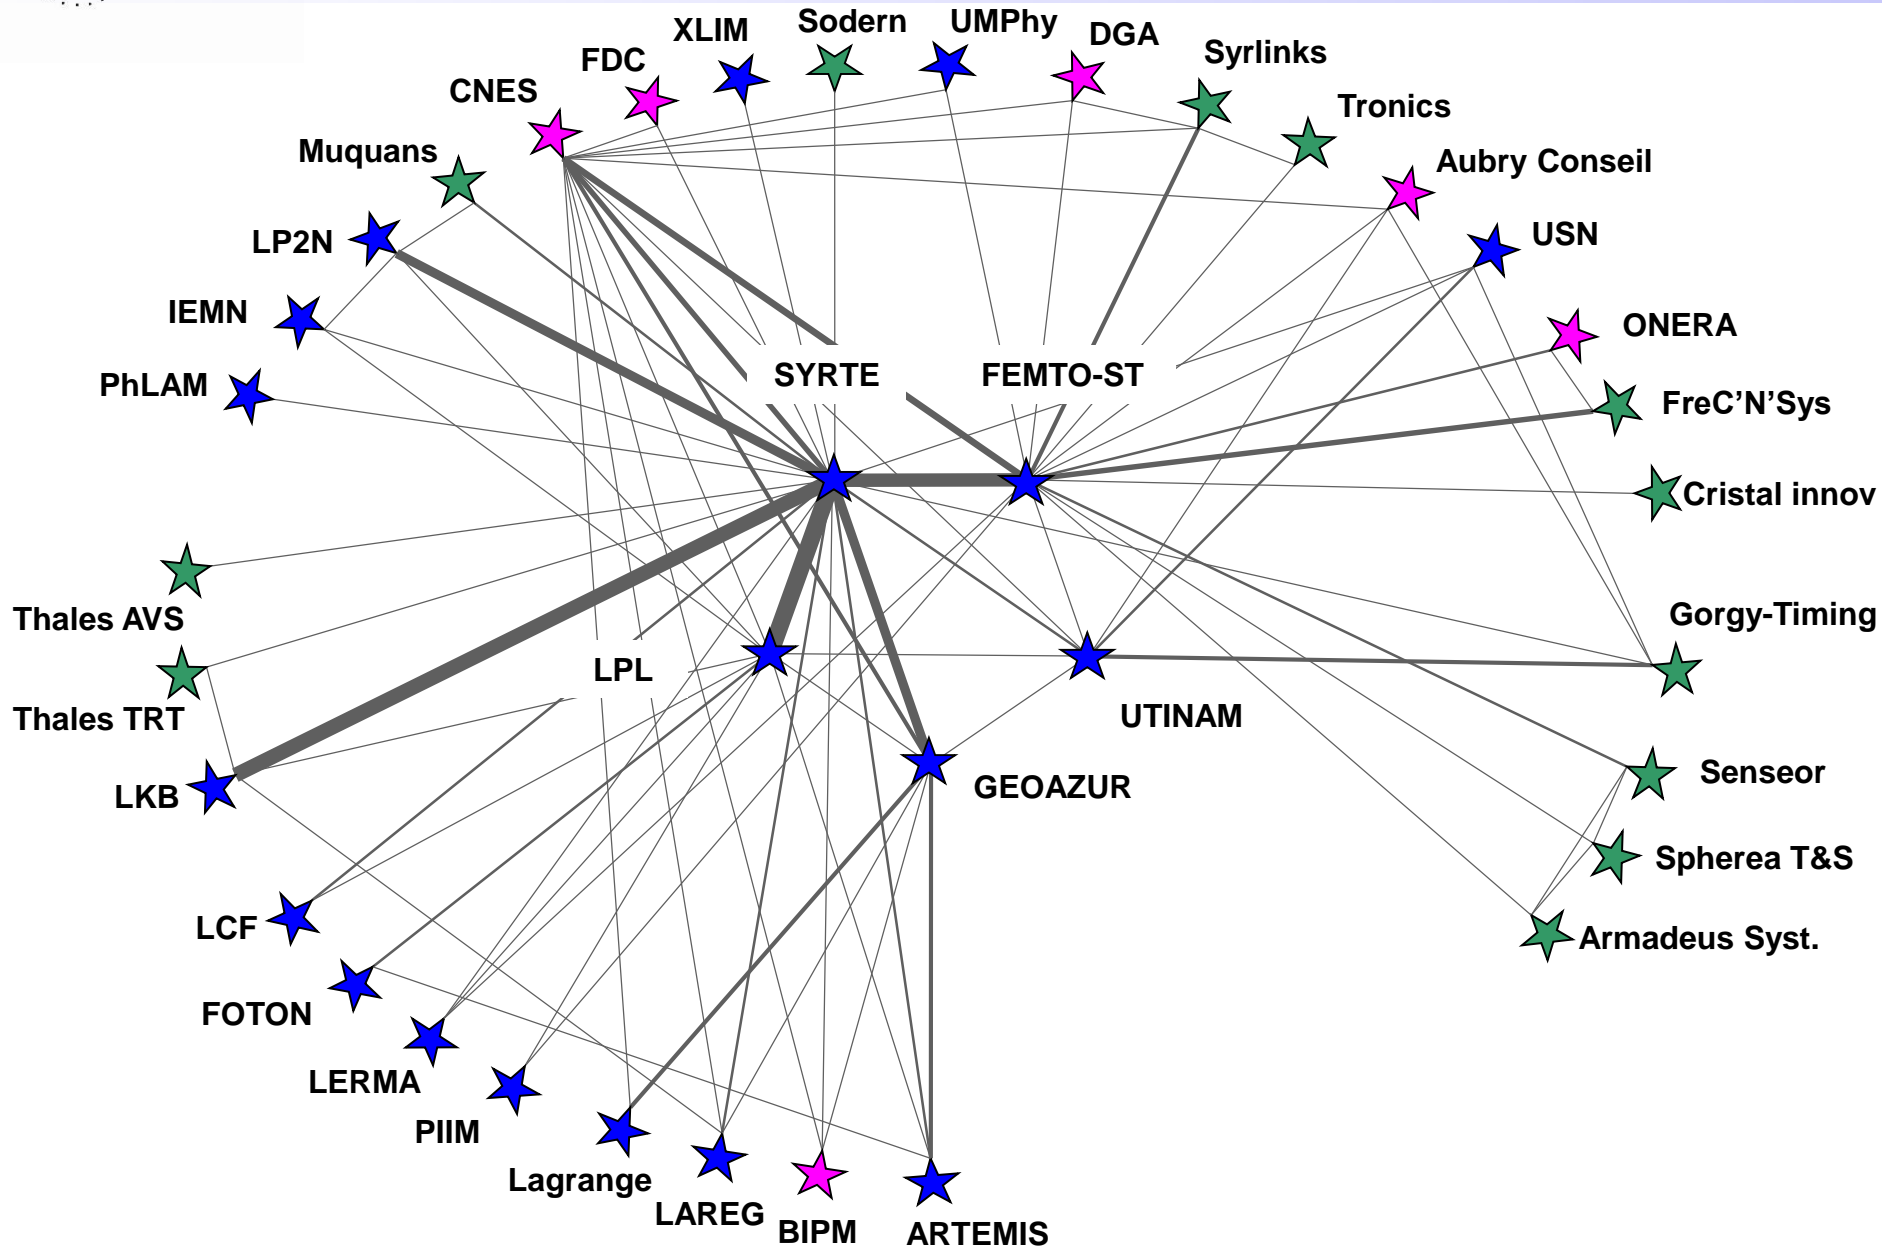 Sodern
UMPhy
XLIM
DGA
FDC
Syrlinks
CNES
Tronics
Muquans
Aubry Conseil
LP2N
USN
IEMN
ONERA
PhLAM
SYRTE
FEMTO-ST
FreC’N’Sys
Cristal innov
Thales AVS
Gorgy-Timing
LPL
Thales TRT
UTINAM
LKB
GEOAZUR
Senseor
Spherea T&S
LCF
Armadeus Syst.
FOTON
LERMA
PIIM
Lagrange
LAREG
BIPM
ARTEMIS